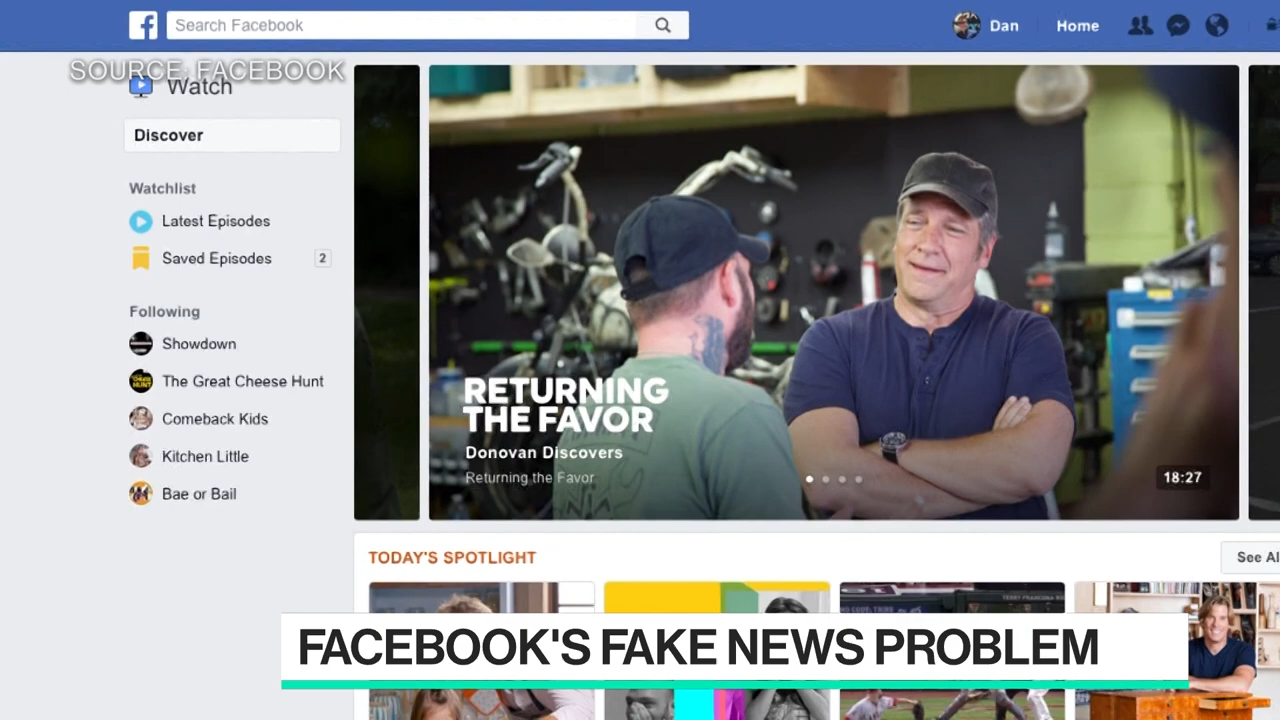 Search Facebook
Dan
Home
SOURCE: FACEBOOK
Watch
Discover
Watchlist
Latest Episodes
Saved Episodes
2
Following
Showdown
The Great Cheese Hunt
Comeback Kids
Kitchen Little
Bae or Bail
RETURNING
THE FAVOR
Donovan Discovers
Returning the Favor
18:27
TODAY'S SPOTLIGHT
See Al
FACEBOOK'S FAKE NEWS PROBLEM